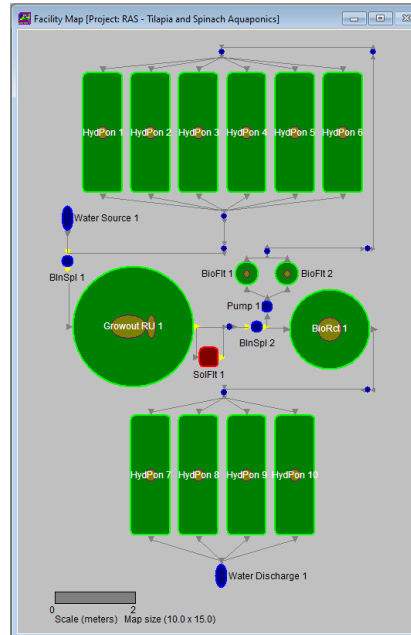 Facility Map [Project: RAS - Tilapia and Spinach Aquaponics]
HydPon 1 HydPon 2 HydPon 3 HydPon 4 HydPon 5 HydPon 6
Water Source 1
BlnSpl 1
BioFlt 1 BioFlt 2
Pump 1
Growout RU 1
BioRct 1
BlnSpl 2
SolFlt 1
HydPon 7 HydPon 8 HydPon 9 HydPon 10
Water Discharge 1
0 2
Scale (meters) Map size (10.0 x 15.0)